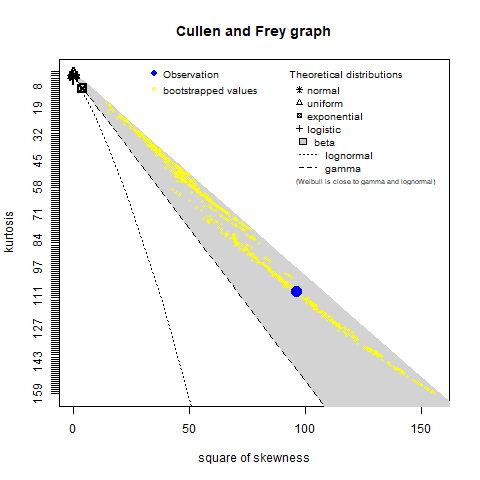 Cullen and Frey graph
Observation
bootstrapped values
Theoretical distributions
normal
uniform
exponential
logistic
beta
lognormal
gamma
(Weibull is close to gamma and lognormal)
kurtosis
8
19
32
45
58
71
84
97
111
127
143
159
0
50
100
150
square of skewness